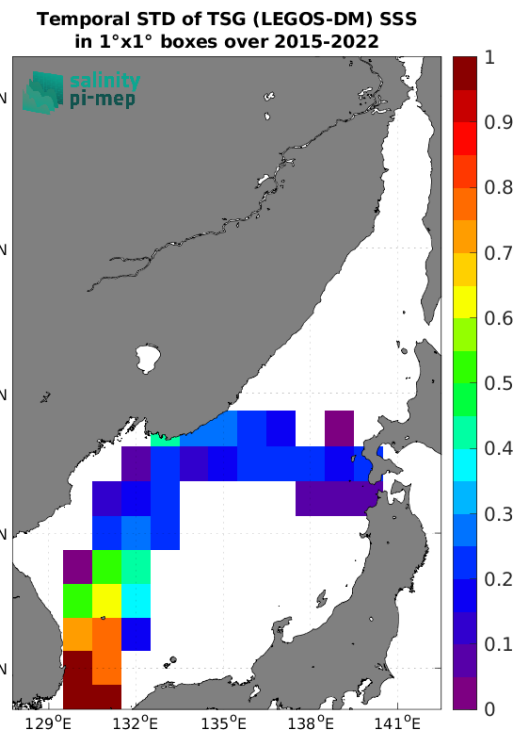 Temporal STD of TSG (LEGOS-DM) SSS
in 1°x1° boxes over 2015-2022
salinity
pi-mep
N
N
N
N
N
1
0.9
0.8
0.7
0.6
0.5
0.4
0.3
0.2
0.1
0
129°E 132°E 135°E 138°E 141°E